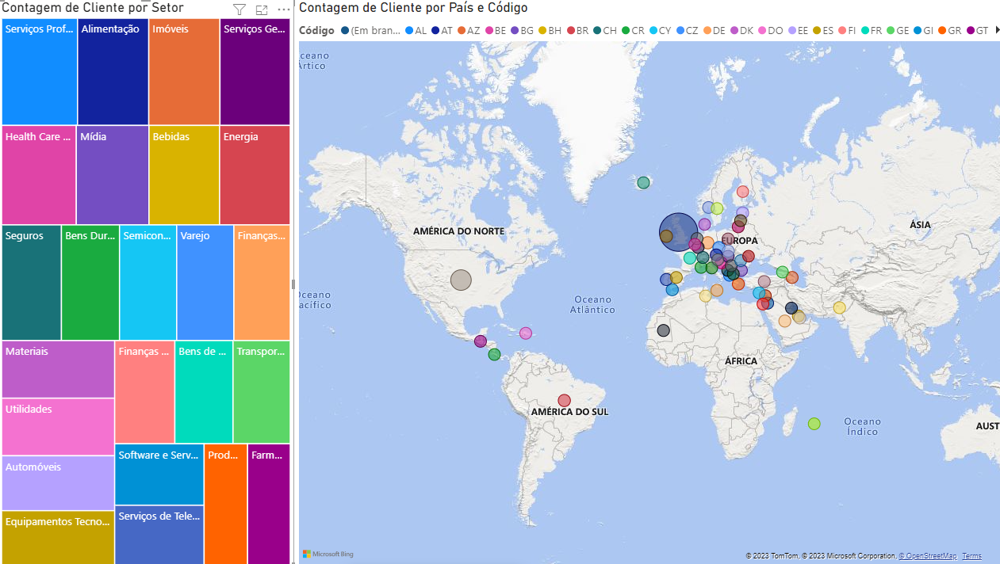 Contagem de Cliente por Setor
Serviços Prof...
Alimentação
Imóveis
Serviços Ge...
Health Care ...
Mídia
Bebidas
Energia
Seguros
Bens Dur...
Semicon...
Varejo
Finanças...
Materiais
Finanças ...
Bens de ...
Transpor...
Utilidades
Automóveis
Software e Serv...
Prod...
Farm...
Equipamentos Tecno...
Serviços de Tele...
Contagem de Cliente por País e Código
Código (Em bran... AL AT AZ BE BG BH BR CH CR CY CZ DE DK DO EE ES FI FR GE GI GR GT
ceano
Ártico
AMÉRICA DO NORTE
EUROPA
ÁSIA
Oceano
Pacífico
Oceano
Atlântico
ÁFRICA
AMÉRICA DO SUL
Oceano
Índico
AUST
Microsoft Bing
© 2023 TomTom, © 2023 Microsoft Corporation, © OpenStreetMap Terms